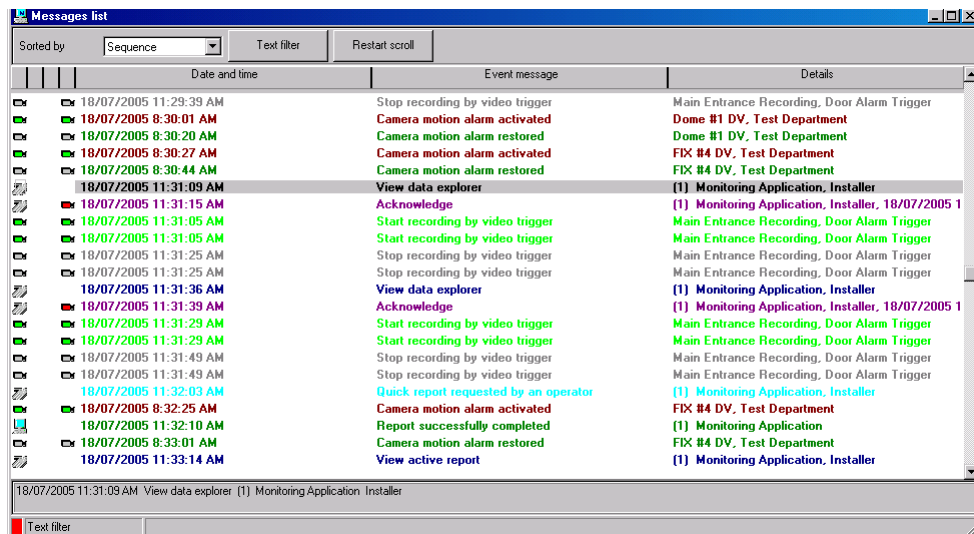 Messages list
Sorted by Sequence Text filter Restart scroll
Date and time Event message Details
18/07/2005 11:29:39 AM Stop recording by video trigger Main Entrance Recording, Door Alarm Trigger
18/07/2005 8:30:01 AM Camera motion alarm activated Dome #1 DV, Test Department
18/07/2005 8:30:20 AM Camera motion alarm restored Dome #1 DV, Test Department
18/07/2005 8:30:27 AM Camera motion alarm activated FIX #4 DV, Test Department
18/07/2005 8:30:44 AM Camera motion alarm restored FIX #4 DV, Test Department
18/07/2005 11:31:09 AM View data explorer (1) Monitoring Application, Installer
18/07/2005 11:31:15 AM Acknowledge (1) Monitoring Application, Installer, 18/07/2005 1
18/07/2005 11:31:05 AM Start recording by video trigger Main Entrance Recording, Door Alarm Trigger
18/07/2005 11:31:05 AM Start recording by video trigger Main Entrance Recording, Door Alarm Trigger
18/07/2005 11:31:25 AM Stop recording by video trigger Main Entrance Recording, Door Alarm Trigger
18/07/2005 11:31:25 AM Stop recording by video trigger Main Entrance Recording, Door Alarm Trigger
18/07/2005 11:31:36 AM View data explorer (1) Monitoring Application, Installer
18/07/2005 11:31:39 AM Acknowledge (1) Monitoring Application, Installer, 18/07/2005 1
18/07/2005 11:31:29 AM Start recording by video trigger Main Entrance Recording, Door Alarm Trigger
18/07/2005 11:31:29 AM Start recording by video trigger Main Entrance Recording, Door Alarm Trigger
18/07/2005 11:31:49 AM Stop recording by video trigger Main Entrance Recording, Door Alarm Trigger
18/07/2005 11:31:49 AM Stop recording by video trigger Main Entrance Recording, Door Alarm Trigger
18/07/2005 11:32:03 AM Quick report requested by an operator (1) Monitoring Application, Installer
18/07/2005 8:32:25 AM Camera motion alarm activated FIX #4 DV, Test Department
18/07/2005 11:32:10 AM Report successfully completed (1) Monitoring Application
18/07/2005 8:33:01 AM Camera motion alarm restored FIX #4 DV, Test Department
18/07/2005 11:33:14 AM View active report (1) Monitoring Application, Installer
18/07/2005 11:31:09 AM View data explorer (1) Monitoring Application Installer
Text filter